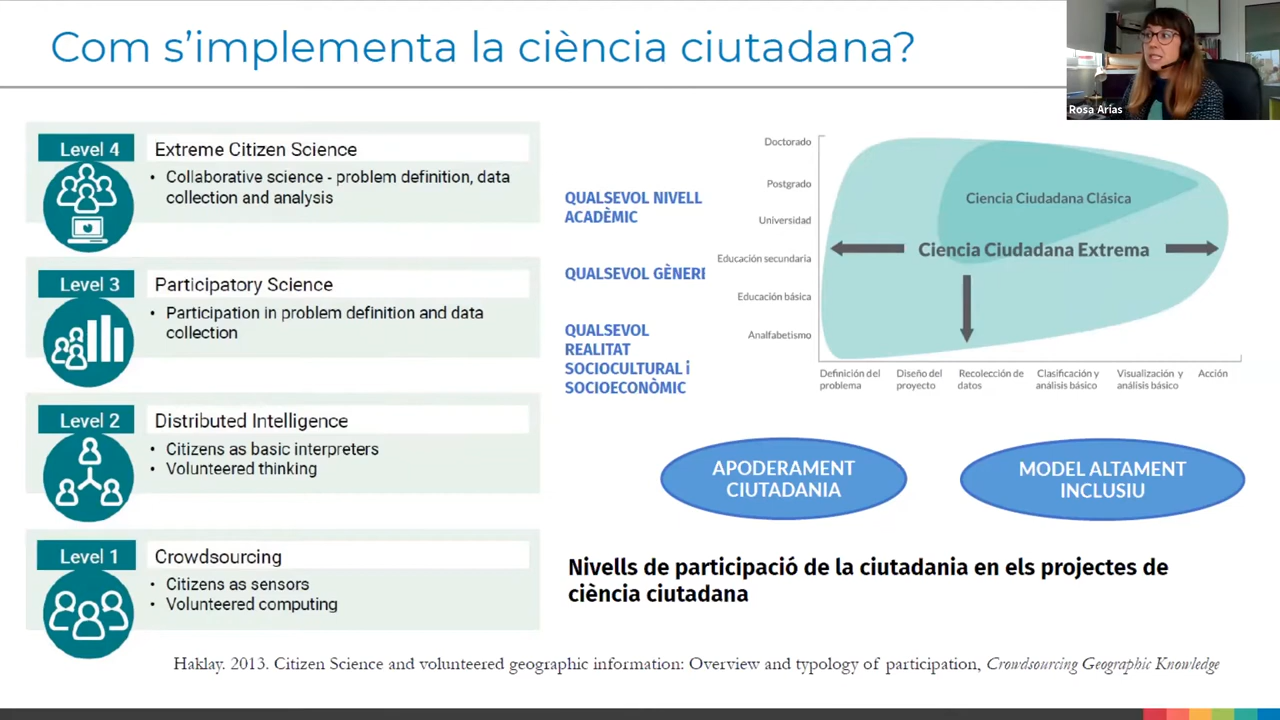 Com s’implementa la ciència ciutadana?
Rosa Arías
Level 4
Extreme Citizen Science
• Collaborative science - problem definition, data
collection and analysis
Level 3
Participatory Science
• Participation in problem definition and data
collection
Level 2
Distributed Intelligence
• Citizens as basic interpreters
• Volunteered thinking
Level 1
Crowdsourcing
• Citizens as sensors
• Volunteered computing
QUALSEVOL NIVELL
ACADÈMIC
QUALSEVOL GÈNERE
QUALSEVOL
REALITAT
SOCIOCULTURAL i
SOCIOECONÒMIC
Doctorado
Postgrado
Universidad
Educación secundaria
Educación básica
Analfabetismo
Ciencia Ciudadana Clásica
Ciencia Ciudadana Extrema
Definición del
problema
Diseño del
proyecto
Recolección de
datos
Clasificación y
análisis básico
Visualización y
análisis básico
Acción
APODERAMENT
CIUTADANIA
MODEL ALTAMENT
INCLUSIU
Nivells de participació de la ciutadania en els projectes de
ciència ciutadana
Haklay. 2013. Citizen Science and volunteered geographic information: Overview and typology of participation, Crowdsourcing Geographic Knowledge